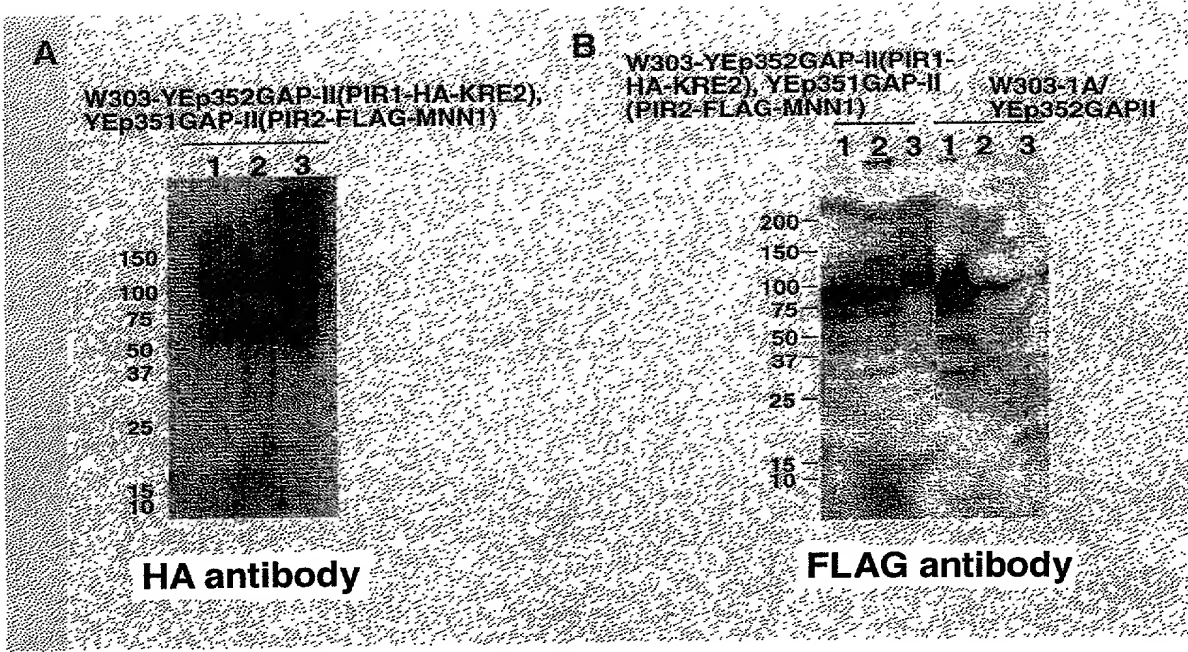 A
W303-YEp352GAP-II(PIR1-HA-KRE2),
YEp351GAP-II(PIR2-FLAG-MNN1)
1 2 3
150
100
75
50
37
25
15
10
HA antibody
B
W303-YEp352GAP-II(PIR1-
HA-KRE2), YEp351GAP-II
(PIR2-FLAG-MNN1)
W303-1A/
YEp352GAPII
1 2 3 1 2 3
200
150
100
75
50
37
25
15
10
FLAG antibody